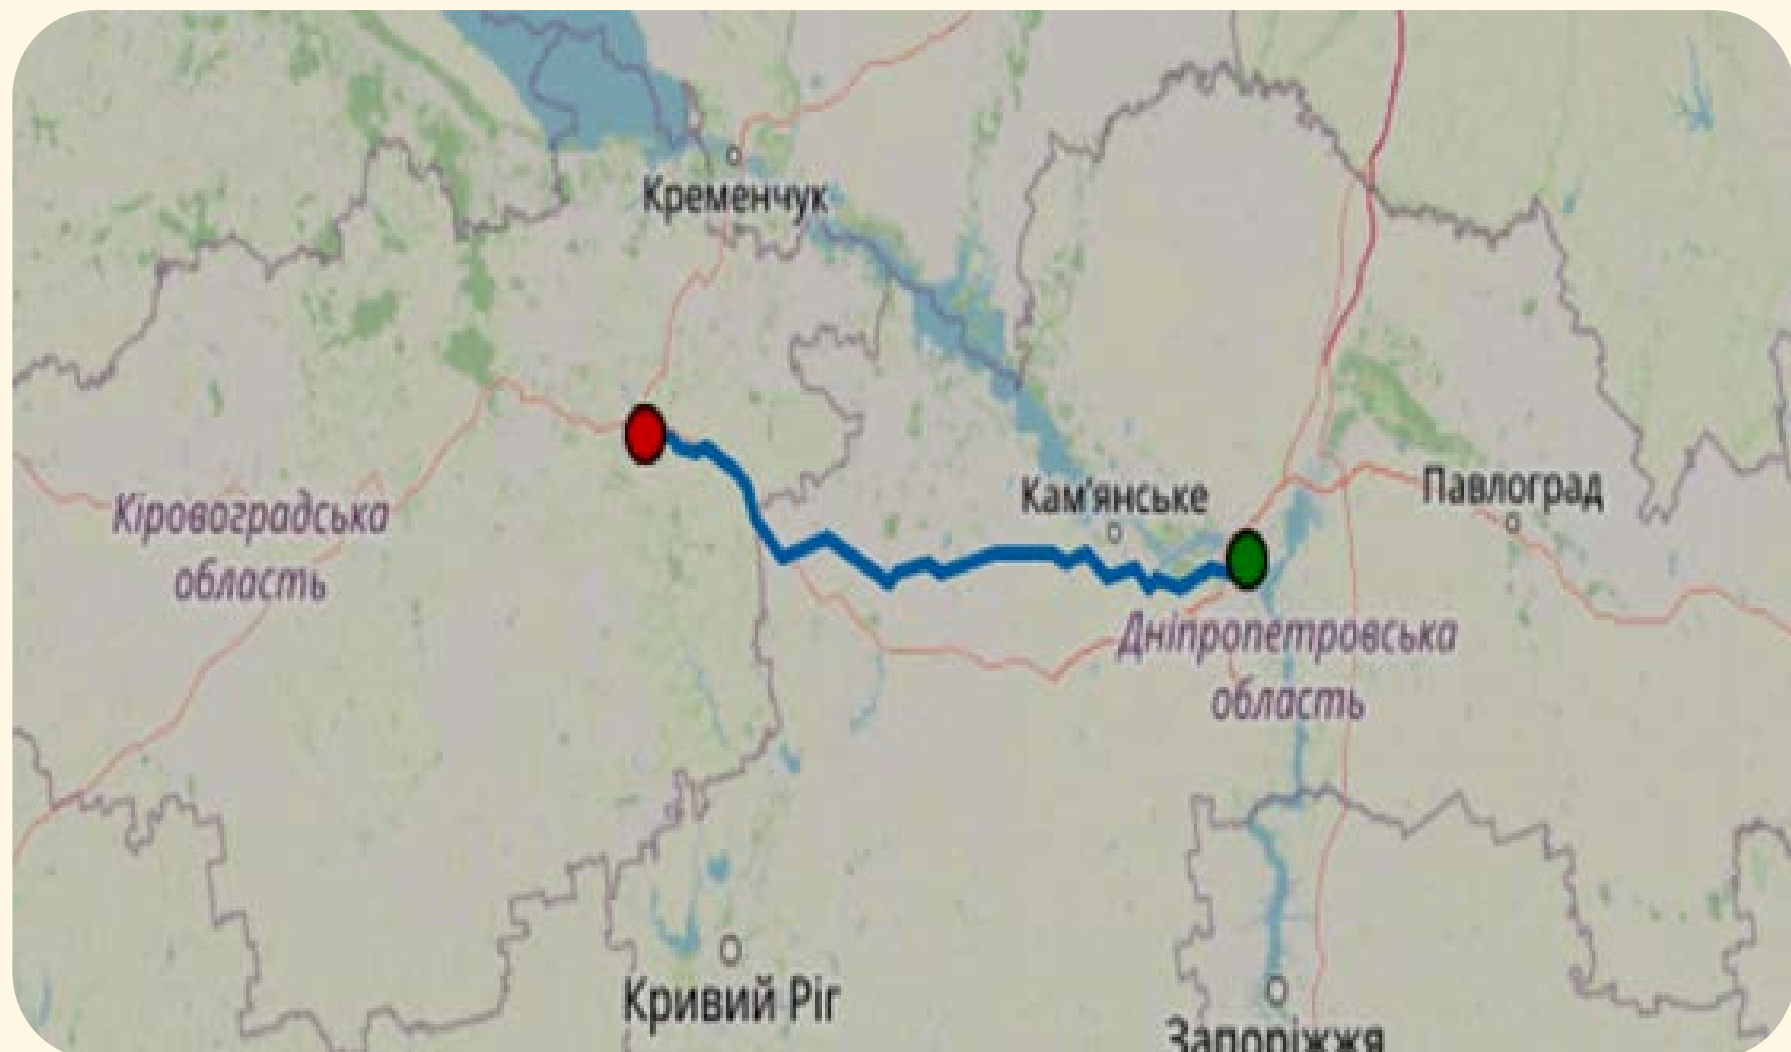 Кременчук
Кам'янське
Павлоград
Кіровоградська
область
Дніпропетровська
область
Кривий Ріг
Запоріжжя